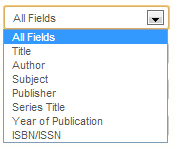 All Fields
All Fields
Title
Author
Subject
Publisher
Series Title
Year of Publication
ISBN/ISSN